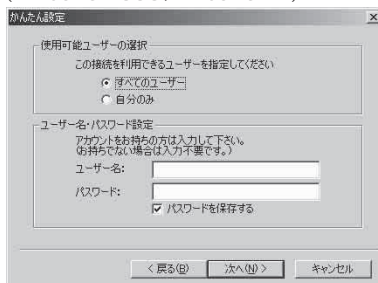 かんたん設定
使用可能ユーザーの選択
この接続を利用できるユーザーを指定してください
すべてのユーザー
自分のみ
ユーザー名・パスワード設定
アカウントをお持ちの方は入力して下さい。
(お持ちでない場合は入力不要です。)
ユーザー名:
パスワード:
パスワードを保存する
< 戻る(B) 次へ(N) > キャンセル